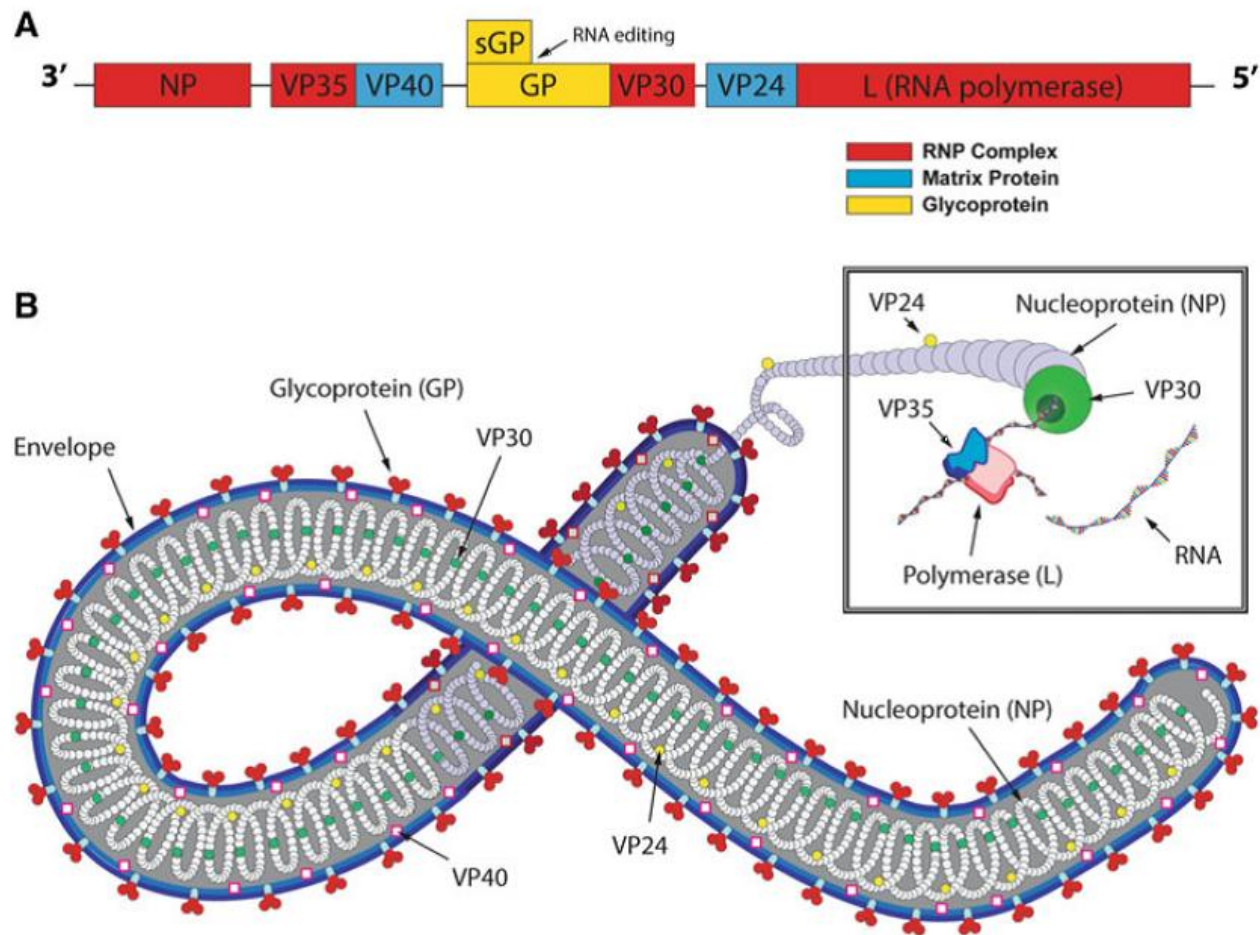 A
sGP
RNA editing
3′ NP VP35 VP40 GP VP30 VP24 L (RNA polymerase) 5′
RNP Complex
Matrix Protein
Glycoprotein
B
VP24
Nucleoprotein (NP)
VP30
VP35
Polymerase (L)
RNA
Glycoprotein (GP)
VP30
Envelope
Nucleoprotein (NP)
VP24
VP40